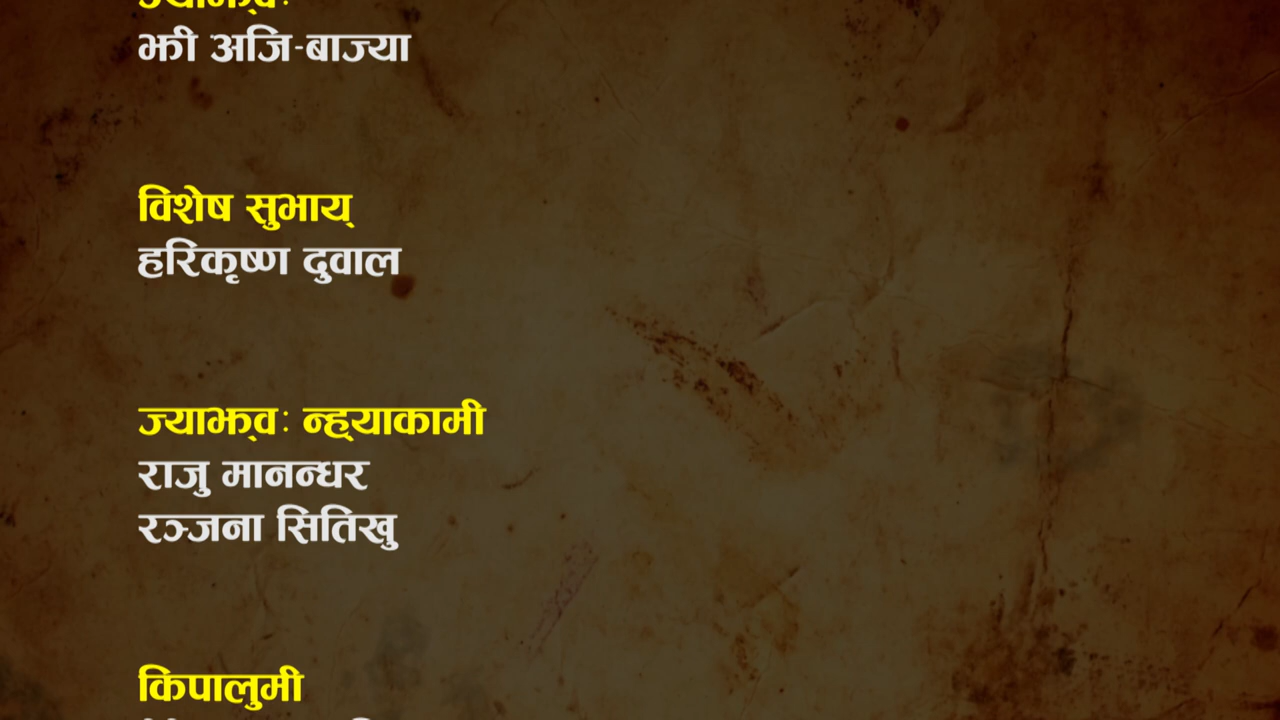 ज्याझ्वः
झी अजि-बाज्या
विशेष सुभाय्
हरिकृष्ण दुवाल
ज्याझ्वः न्ह्याकामी
राजु मानन्धर
रञ्जना सितिखु
किपालुमी